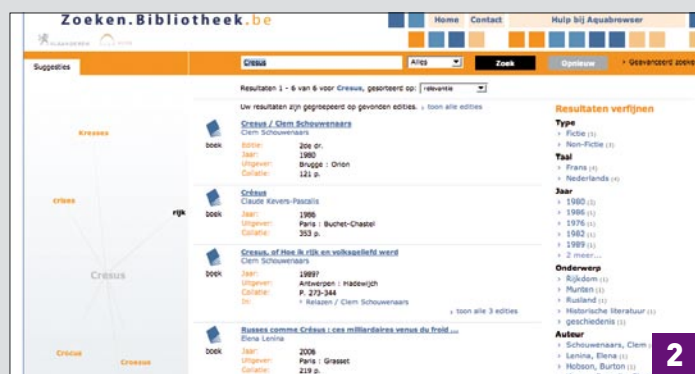 Zoeken.Bibliotheek.be
Home Contact Hulp bij Aquabrowser
VLAANDEREN
Suggesties
Cresus Alles Zoek Opnieuw › Geavanceerd zoeke
Resultaten 1 - 6 van 6 voor Cresus, gesorteerd op: relevantie
Uw resultaten zijn gegroepeerd op gevonden edities. › toon alle edities
Kreases
crises
rijk
Cresus
Crocus
Croesus
boek
Cresus / Clem Schouwenaars
Clem Schouwenaars
Editie: 2de dr.
Jaar: 1980
Uitgever: Brugge : Orion
Collatie: 121 p.
boek
Crésus
Claude Kevers-Pascalis
Jaar: 1986
Uitgever: Paris : Buchet-Chastel
Collatie: 353 p.
boek
Cresus, of Hoe ik rijk en volksgeliefd werd
Clem Schouwenaars
Jaar: 1989?
Uitgever: Antwerpen : Hadewijch
Collatie: P. 273-344
In: › Relazen / Clem Schouwenaars
› toon alle 3 edities
boek
Russes comme Crésus : ces milliardaires venus du froid ...
Elena Lenina
Jaar: 2006
Uitgever: Paris : Grasset
Collatie: 219 p.
Resultaten verfijnen
Type
› Fictie (1)
› Non-Fictie (3)
Taal
› Frans (4)
› Nederlands (4)
Jaar
› 1980 (1)
› 1986 (1)
› 1976 (1)
› 1982 (1)
› 1989 (1)
› 2 meer...
Onderwerp
› Rijkdom (1)
› Munten (1)
› Rusland (1)
› Historische literatuur (1)
› geschiedenis (1)
Auteur
› Schouwenaars, Clem
› Lenina, Elena (1)
› Hobson, Burton (1)
2